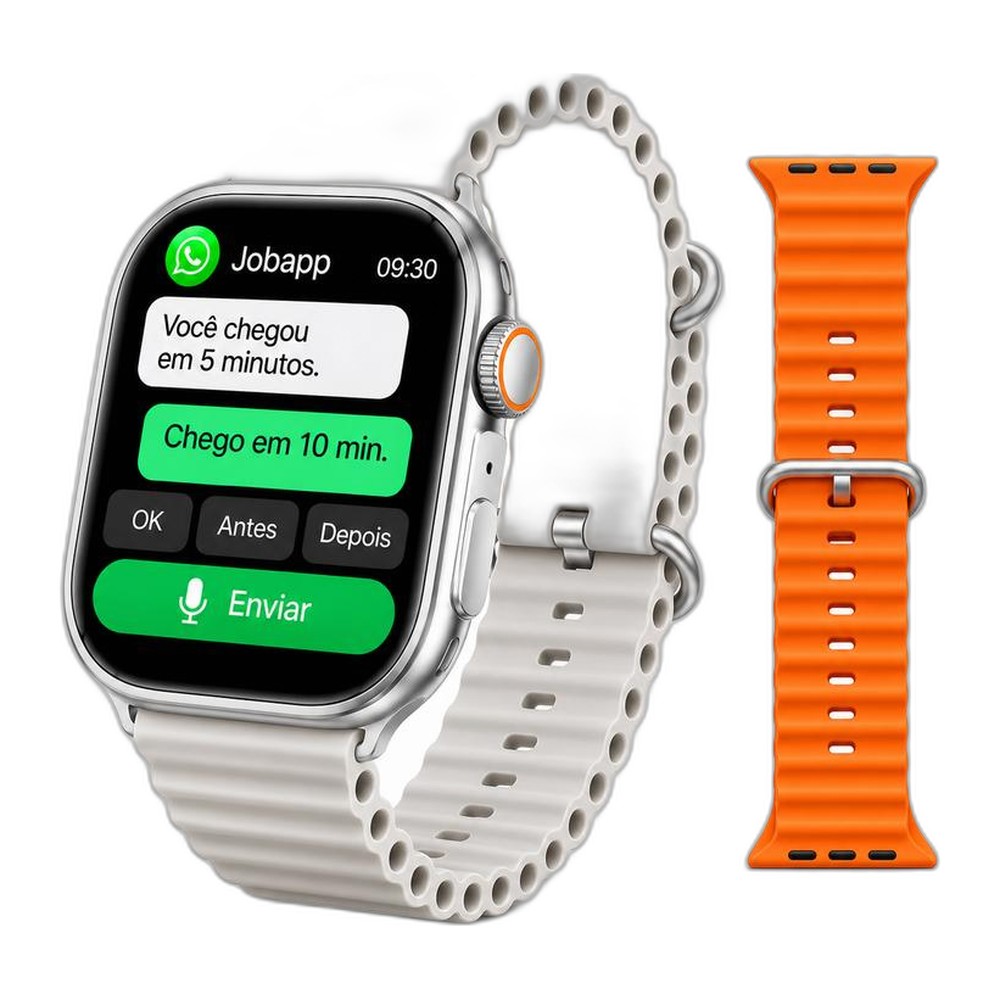 Jobapp 09:30
Você chegou
em 5 minutos.
Chego em 10 min.
OK Antes Depois
Enviar